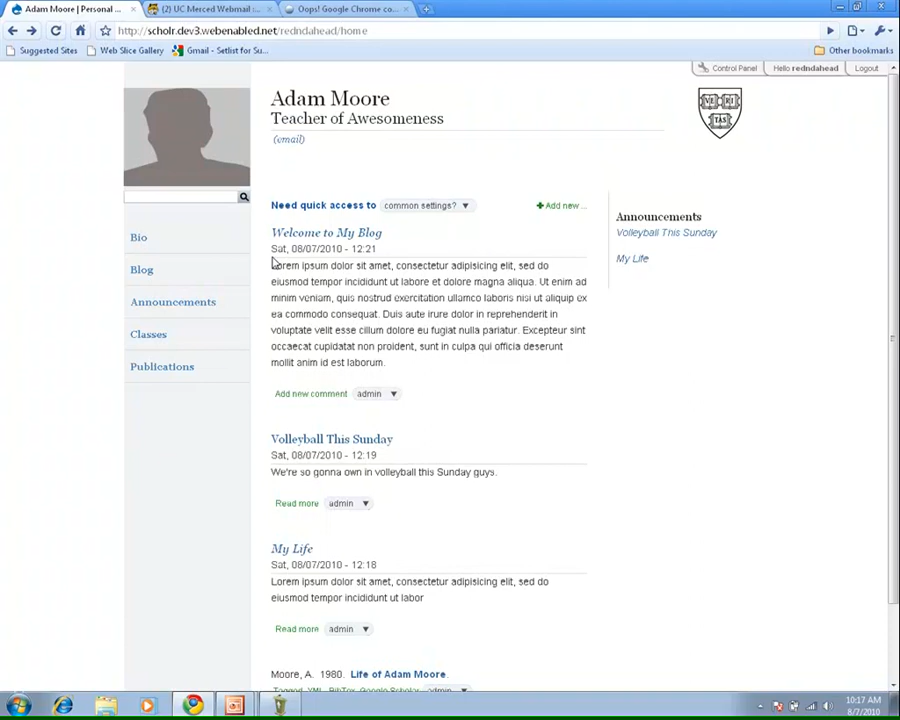 Adam Moore | Personal ...
(2) UC Merced Webmail :...
Oops! Google Chrome co...
http://scholr.dev3.webenabled.net/redndahead/home
Suggested Sites
Web Slice Gallery
Gmail - Setlist for Su...
Other bookmarks
Control Panel
Hello redndahead
Logout
Adam Moore
Teacher of Awesomeness
(email)
VE RI
TAS
Need quick access to common settings?
Add new...
Bio
Blog
Announcements
Classes
Publications
Welcome to My Blog
Sat, 08/07/2010 - 12:21
Lorem ipsum dolor sit amet, consectetur adipisicing elit, sed do
eiusmod tempor incididunt ut labore et dolore magna aliqua. Ut enim ad
minim veniam, quis nostrud exercitation ullamco laboris nisi ut aliquip ex
ea commodo consequat. Duis aute irure dolor in reprehenderit in
voluptate velit esse cillum dolore eu fugiat nulla pariatur. Excepteur sint
occaecat cupidatat non proident, sunt in culpa qui officia deserunt
mollit anim id est laborum.
Add new comment admin
Volleyball This Sunday
Sat, 08/07/2010 - 12:19
We're so gonna own in volleyball this Sunday guys.
Read more admin
My Life
Sat, 08/07/2010 - 12:18
Lorem ipsum dolor sit amet, consectetur adipisicing elit, sed do
eiusmod tempor incididunt ut labor
Read more admin
Moore, A. 1980. Life of Adam Moore.
Tagged, XML, BibTex, Google Scholar admin
Announcements
Volleyball This Sunday
My Life
10:17 AM
8/7/2010